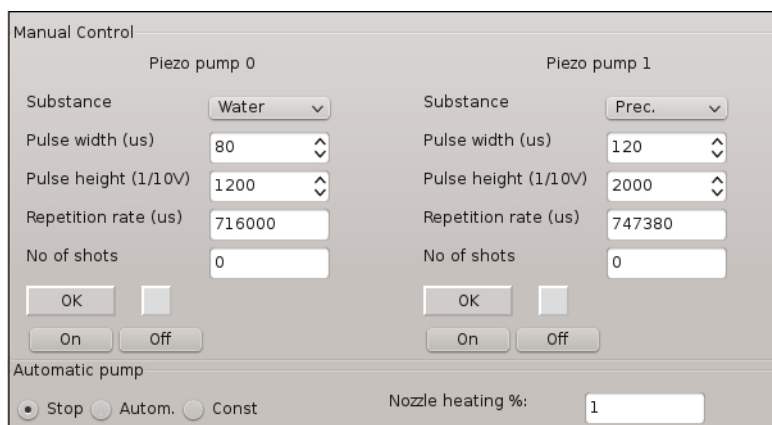 Manual Control
Piezo pump 0 Piezo pump 1
Substance Water Substance Prec.
Pulse width (us) 80 Pulse width (us) 120
Pulse height (1/10V) 1200 Pulse height (1/10V) 2000
Repetition rate (us) 716000 Repetition rate (us) 747380
No of shots 0 No of shots 0
OK OK
On Off On Off
Automatic pump
Stop Autom. Const Nozzle heating %: 1